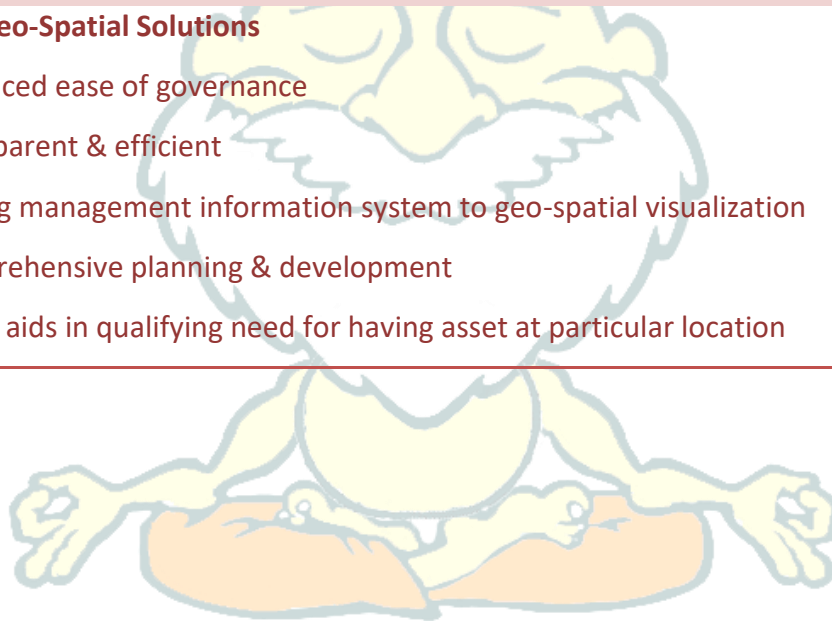 eo-Spatial Solutions
ced ease of governance
parent & efficient
g management information system to geo-spatial visualization
rehensive planning & development
aids in qualifying need for having asset at particular location